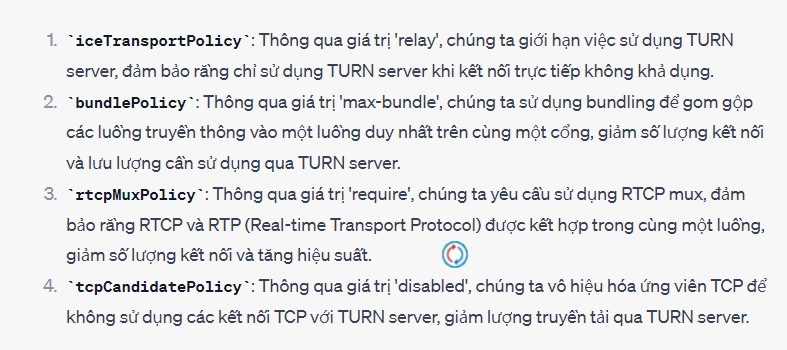 1. `iceTransportPolicy`: Thông qua giá trị 'relay', chúng ta giới hạn việc sử dụng TURN
server, đảm bảo rằng chỉ sử dụng TURN server khi kết nối trực tiếp không khả dụng.
2. `bundlePolicy`: Thông qua giá trị 'max-bundle', chúng ta sử dụng bundling để gom gộp
các luồng truyền thông vào một luồng duy nhất trên cùng một cổng, giảm số lượng kết nối
và lưu lượng cần sử dụng qua TURN server.
3. `rtcpMuxPolicy`: Thông qua giá trị 'require', chúng ta yêu cầu sử dụng RTCP mux, đảm
bảo rằng RTCP và RTP (Real-time Transport Protocol) được kết hợp trong cùng một luồng,
giảm số lượng kết nối và tăng hiệu suất.
4. `tcpCandidatePolicy`: Thông qua giá trị 'disabled', chúng ta vô hiệu hóa ứng viên TCP để
không sử dụng các kết nối TCP với TURN server, giảm lượng truyền tải qua TURN server.